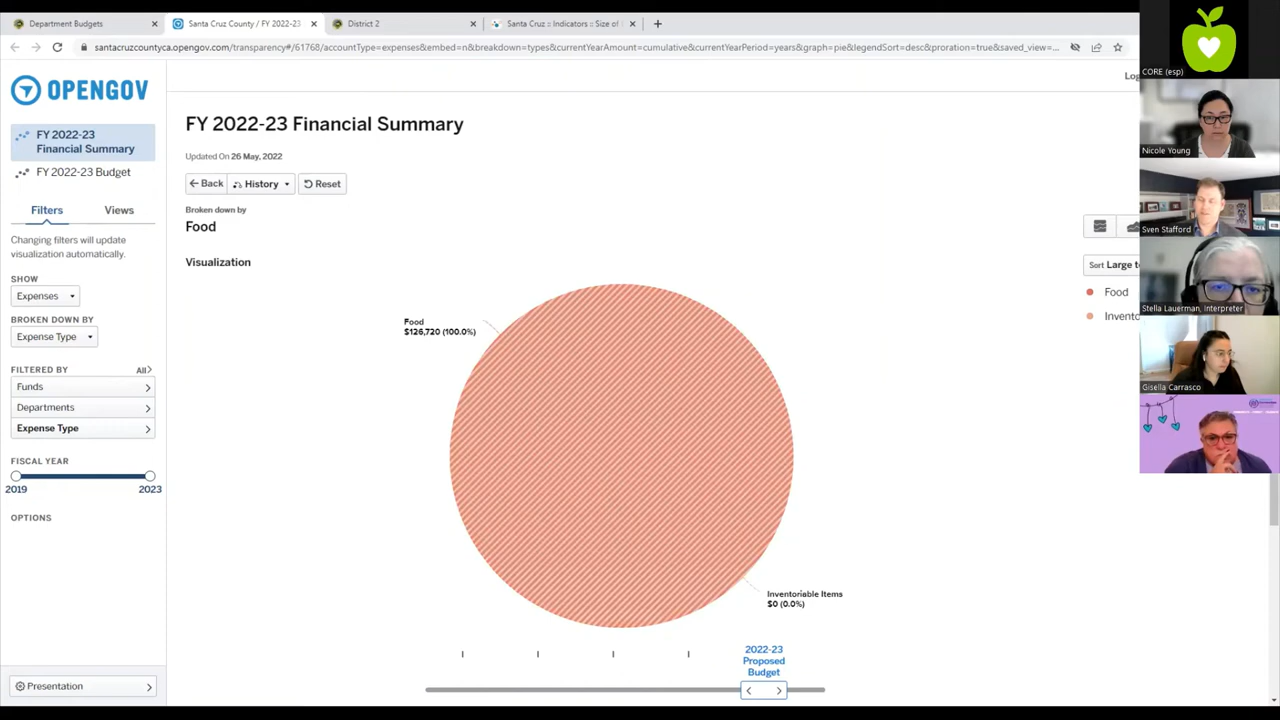 Department Budgets
Santa Cruz County / FY 2022-23
District 2
Santa Cruz :: Indicators :: Size of
santacruzcountyca.opengov.com/transparency#/61768/accountType=expenses&embed=n&breakdown=types&currentYearAmount=cumulative&currentYearPeriod=years&graph=pie&legendSort=desc&proration=true&saved_view=...
OPENGOV
Log
FY 2022-23
Financial Summary
FY 2022-23 Budget
Filters
Views
Changing filters will update
visualization automatically.
SHOW
Expenses
BROKEN DOWN BY
Expense Type
FILTERED BY
All
Funds
Departments
Expense Type
FISCAL YEAR
2019
2023
OPTIONS
Presentation
FY 2022-23 Financial Summary
Updated On 26 May, 2022
Back
History
Reset
Broken down by
Food
Visualization
Sort Large to
Food
Invento
Food
$126,720 (100.0%)
Inventoriable Items
$0 (0.0%)
2022-23
Proposed
Budget
CORE (esp)
Nicole Young
Sven Stafford
Stella Lauerman, Interpreter
Gisella Carrasco